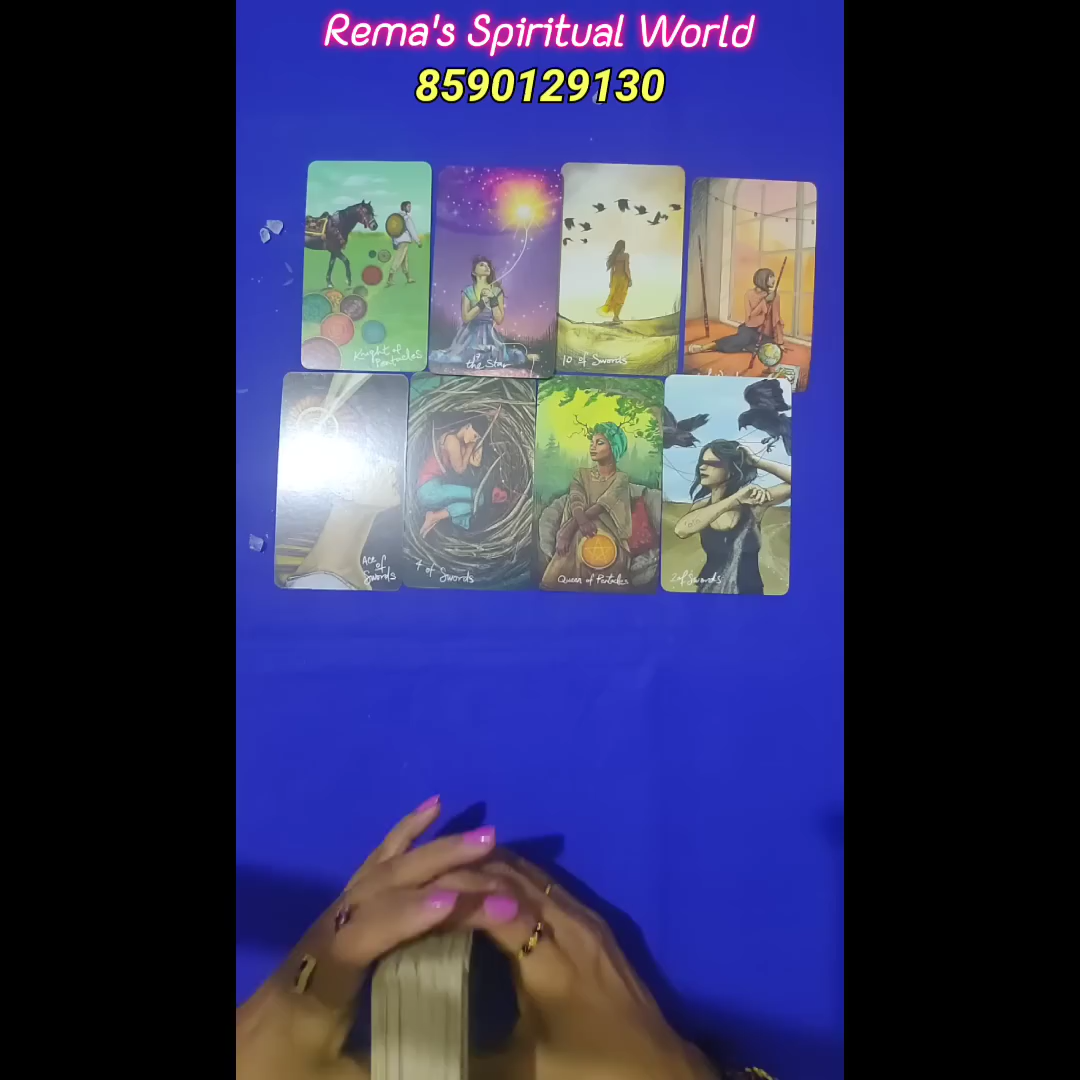 Rema's Spiritual World
8590129130
Knight of
Pentacles
the Star
10 of Swords
Ace
of
Swords
4 of Swords
Queen of Pentacles
2 of Swords